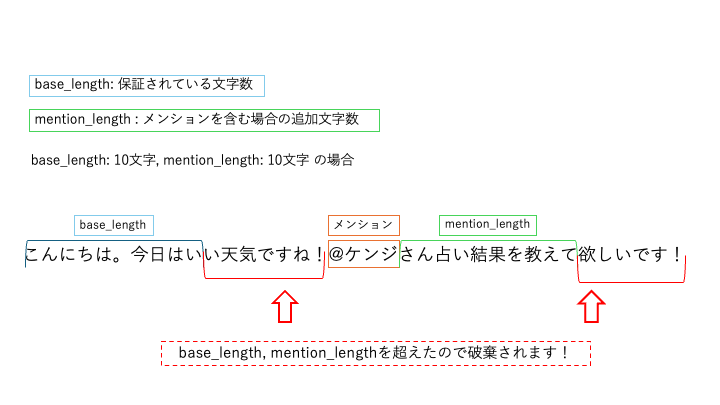 base_length: 保証されている文字数
mention_length : メンションを含む場合の追加文字数
base_length: 10文字, mention_length: 10文字 の場合
base_length メンション mention_length
こんにちは。今日はいい天気ですね！@ケンジさん占い結果を教えて欲しいです！
base_length, mention_lengthを超えたので破棄されます！